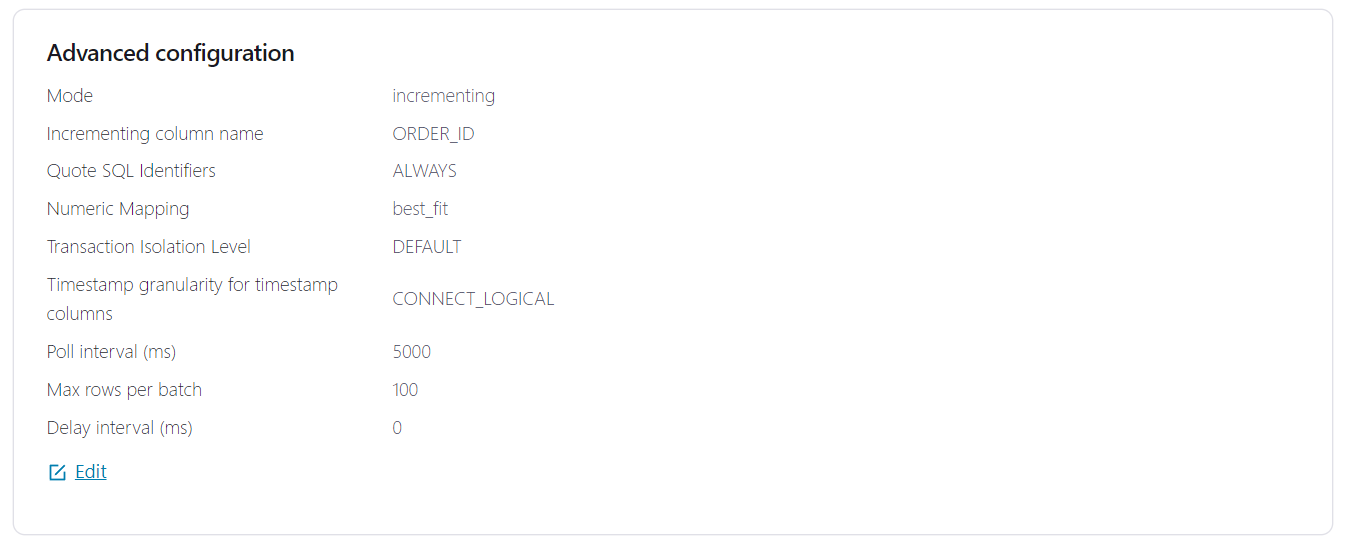 Advanced configuration
Mode incrementing
Incrementing column name ORDER_ID
Quote SQL Identifiers ALWAYS
Numeric Mapping best_fit
Transaction Isolation Level DEFAULT
Timestamp granularity for timestamp
columns CONNECT_LOGICAL
Poll interval (ms) 5000
Max rows per batch 100
Delay interval (ms) 0
Edit